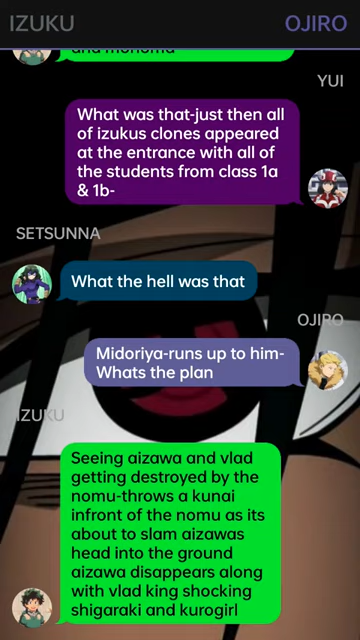 IZUKU
OJIRO
and monoma
YUI
What was that-just then all
of izukus clones appeared
at the entrance with all of
the students from class 1a
& 1b-
SETSUNNA
What the hell was that
OJIRO
Midoriya-runs up to him-
Whats the plan
IZUKU
Seeing aizawa and vlad
getting destroyed by the
nomu-throws a kunai
infront of the nomu as its
about to slam aizawas
head into the ground
aizawa disappears along
with vlad king shocking
shigaraki and kurogirl